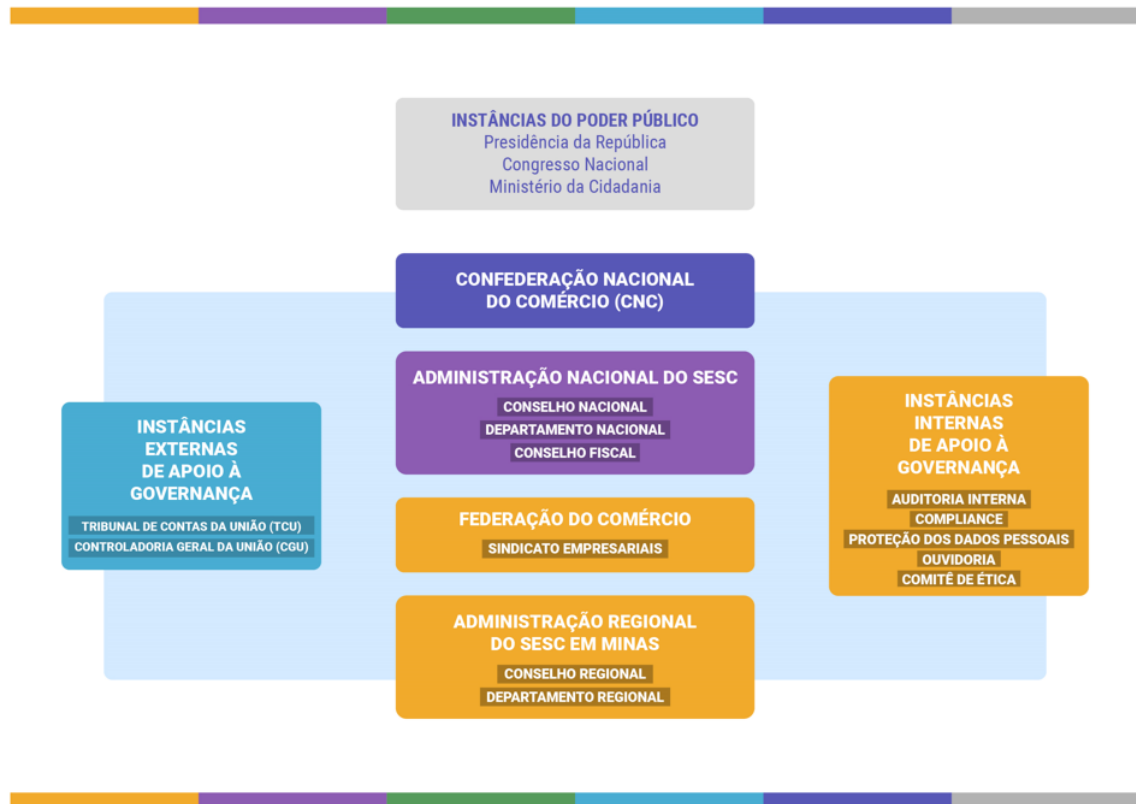 INSTÂNCIAS DO PODER PÚBLICO
Presidência da República
Congresso Nacional
Ministério da Cidadania
CONFEDERAÇÃO NACIONAL
DO COMÉRCIO (CNC)
ADMINISTRAÇÃO NACIONAL DO SESC
CONSELHO NACIONAL
DEPARTAMENTO NACIONAL
CONSELHO FISCAL
INSTÂNCIAS
EXTERNAS
DE APOIO À
GOVERNANÇA
TRIBUNAL DE CONTAS DA UNIÃO (TCU)
CONTROLADORIA GERAL DA UNIÃO (CGU)
FEDERAÇÃO DO COMÉRCIO
SINDICATO EMPRESARIAIS
INSTÂNCIAS
INTERNAS
DE APOIO À
GOVERNANÇA
AUDITORIA INTERNA
COMPLIANCE
PROTEÇÃO DOS DADOS PESSOAIS
OUVIDORIA
COMITÊ DE ÉTICA
ADMINISTRAÇÃO REGIONAL
DO SESC EM MINAS
CONSELHO REGIONAL
DEPARTAMENTO REGIONAL